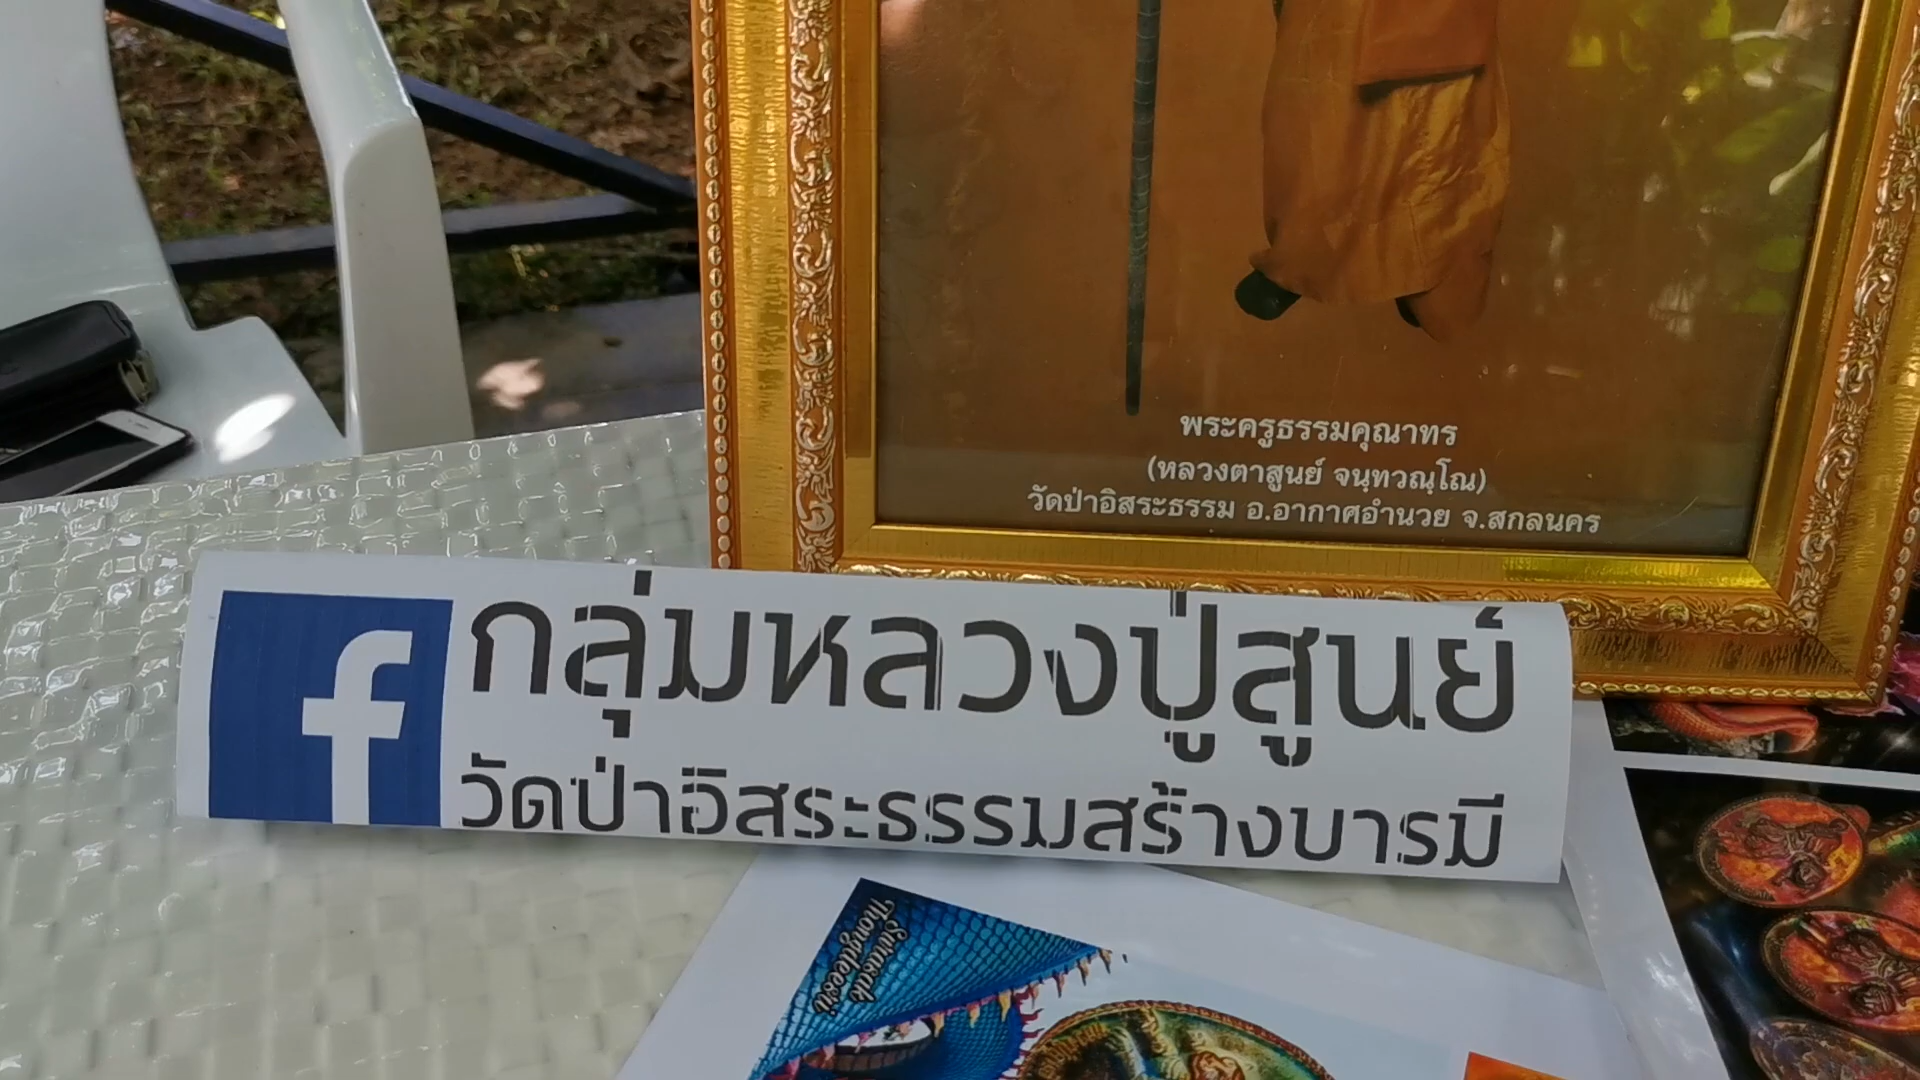 พระครูธรรมคุณาทร
(หลวงตาสูนย์ จนฺทวณฺโณ)
วัดป่าอิสระธรรม อ.อากาศอำนวย จ.สกลนคร
f
กลุ่มหลวงปู่สูนย์
วัดป่าอิสระธรรมสร้างบารมี
Surasak
Thongdeesii